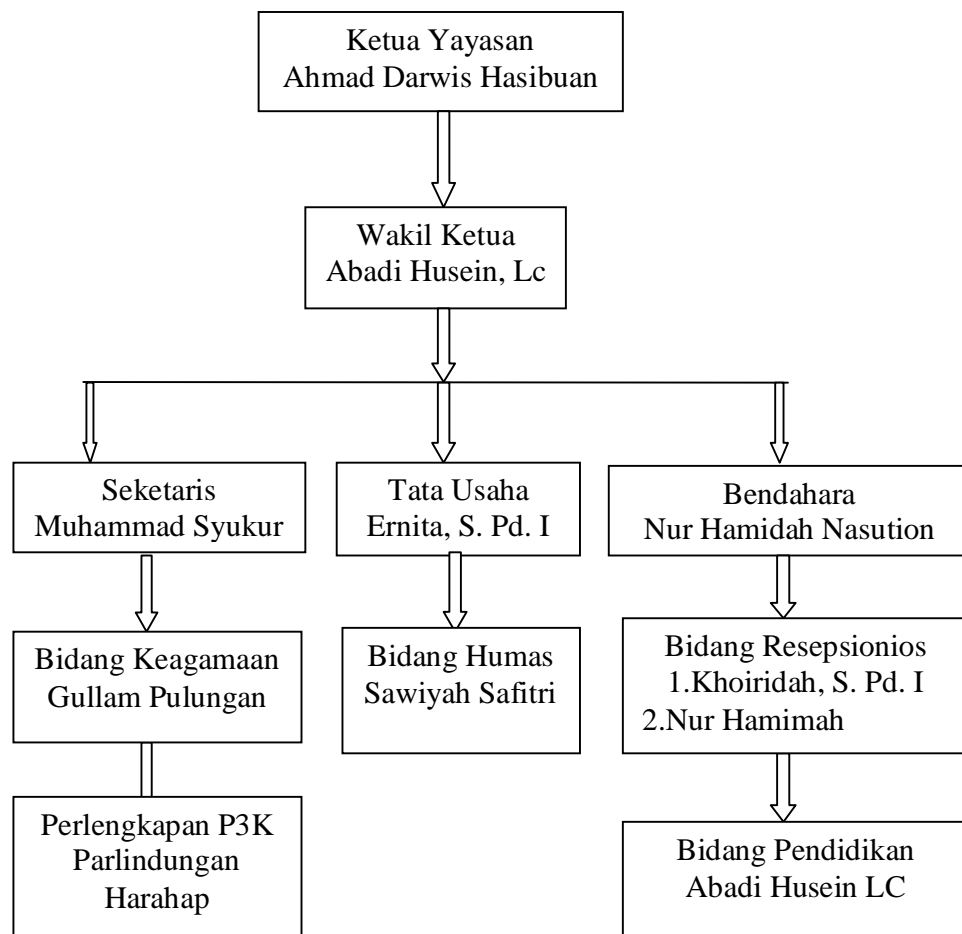 Ketua Yayasan
Ahmad Darwis Hasibuan
Wakil Ketua
Abadi Husein, Lc
Seketaris
Muhammad Syukur
Tata Usaha
Ernita, S. Pd. I
Bendahara
Nur Hamidah Nasution
Bidang Keagamaan
Gullam Pulungan
Bidang Humas
Sawiyah Safitri
Bidang Resepsionios
1.Khoiridah, S. Pd. I
2.Nur Hamimah
Perlengkapan P3K
Parlindungan
Harahap
Bidang Pendidikan
Abadi Husein LC